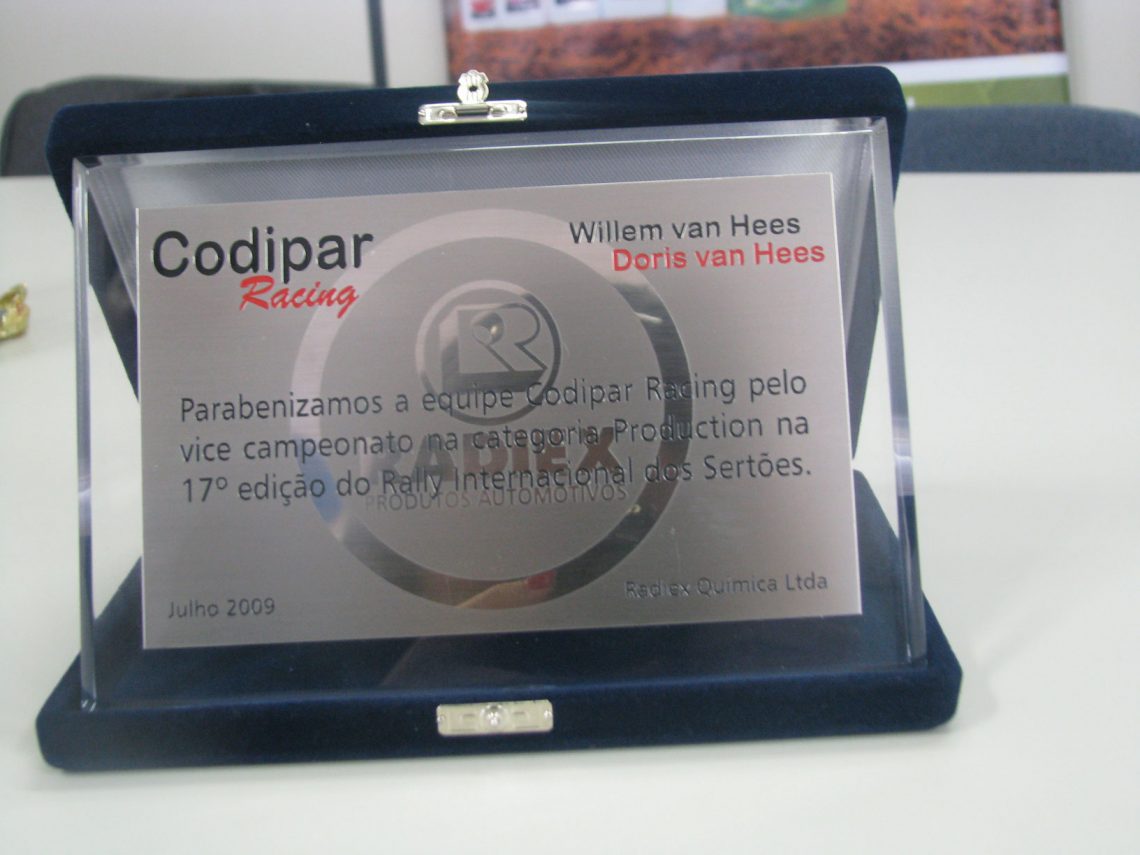 Codipar
Racing
Willem van Hees
Doris van Hees
R
Parabenizamos a equipe Codipar Racing pelo
vice campeonato na categoria Production na
17º edição do Rally Internacional dos Sertões.
RADIEX
PRODUTOS AUTOMOTIVOS
Julho 2009
Radiex Química Ltda